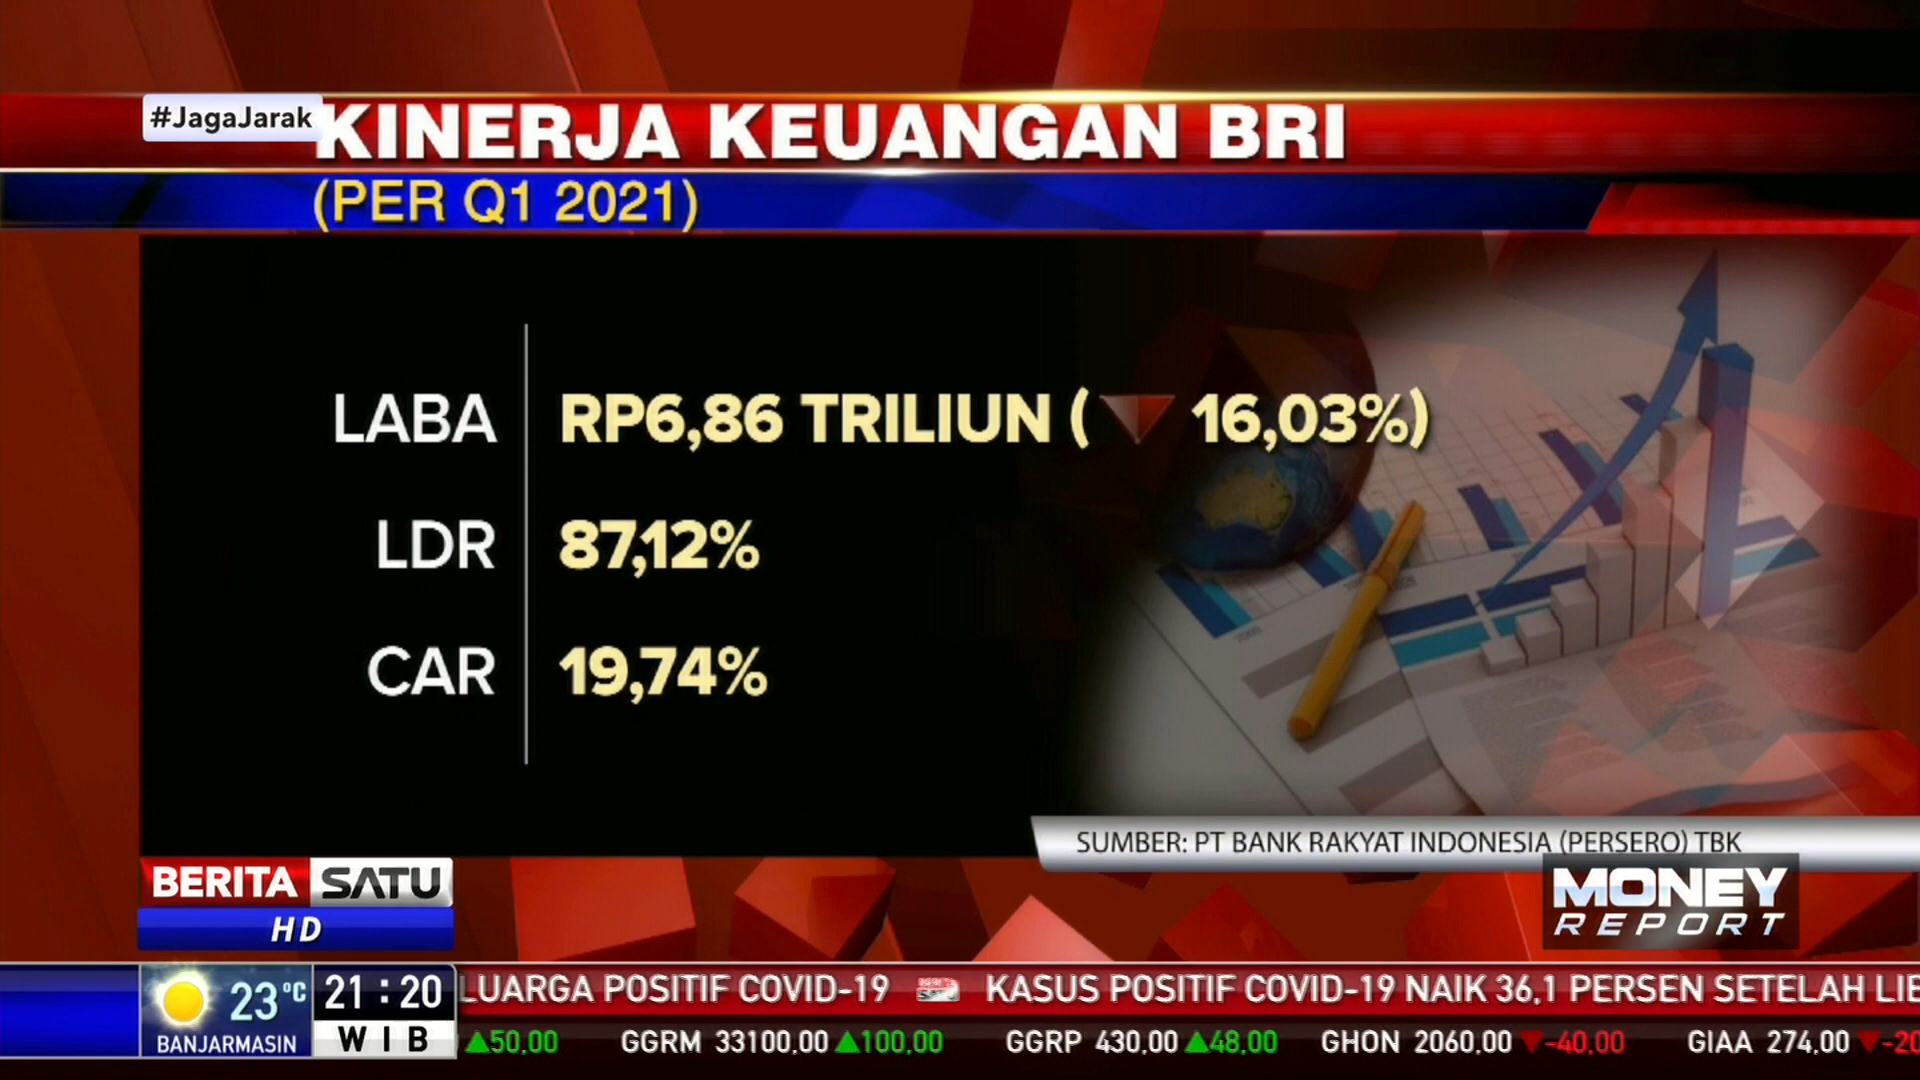 #JagaJarak
KINERJA KEUANGAN BRI
(PER Q1 2021)
LABA RP6,86 TRILIUN ( 16,03%)
LDR 87,12%
CAR 19,74%
SUMBER: PT BANK RAKYAT INDONESIA (PERSERO) TBK
BERITA SATU
HD
MONEY
REPORT
23°C
BANJARMASIN
21:20
WIB
LUARGA POSITIF COVID-19 KASUS POSITIF COVID-19 NAIK 36,1 PERSEN SETELAH LIB
▲50,00 GGRM 33100,00 ▲100,00 GGRP 430,00 ▲48,00 GHON 2060,00 ▼-40,00 GIAA 274,00 ▼-20